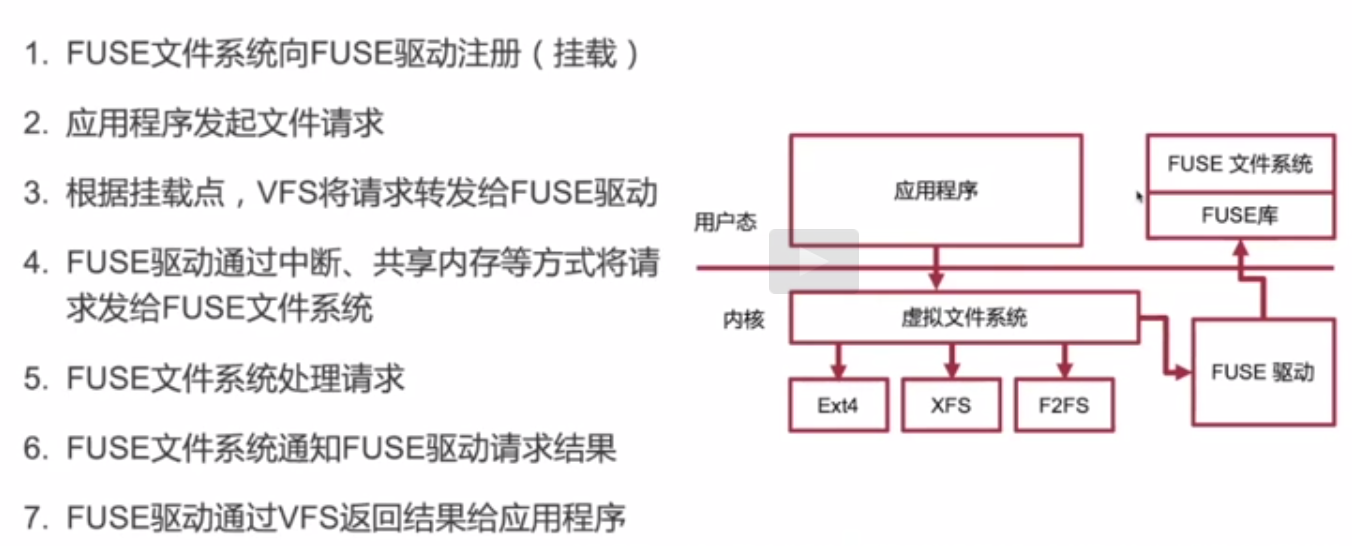 1. FUSE文件系统向FUSE驱动注册（挂载）
2. 应用程序发起文件请求
3. 根据挂载点，VFS将请求转发给FUSE驱动
4. FUSE驱动通过中断、共享内存等方式将请
求发给FUSE文件系统
5. FUSE文件系统处理请求
6. FUSE文件系统通知FUSE驱动请求结果
7. FUSE驱动通过VFS返回结果给应用程序
应用程序
FUSE 文件系统
FUSE库
用户态
内核
虚拟文件系统
FUSE 驱动
Ext4
XFS
F2FS